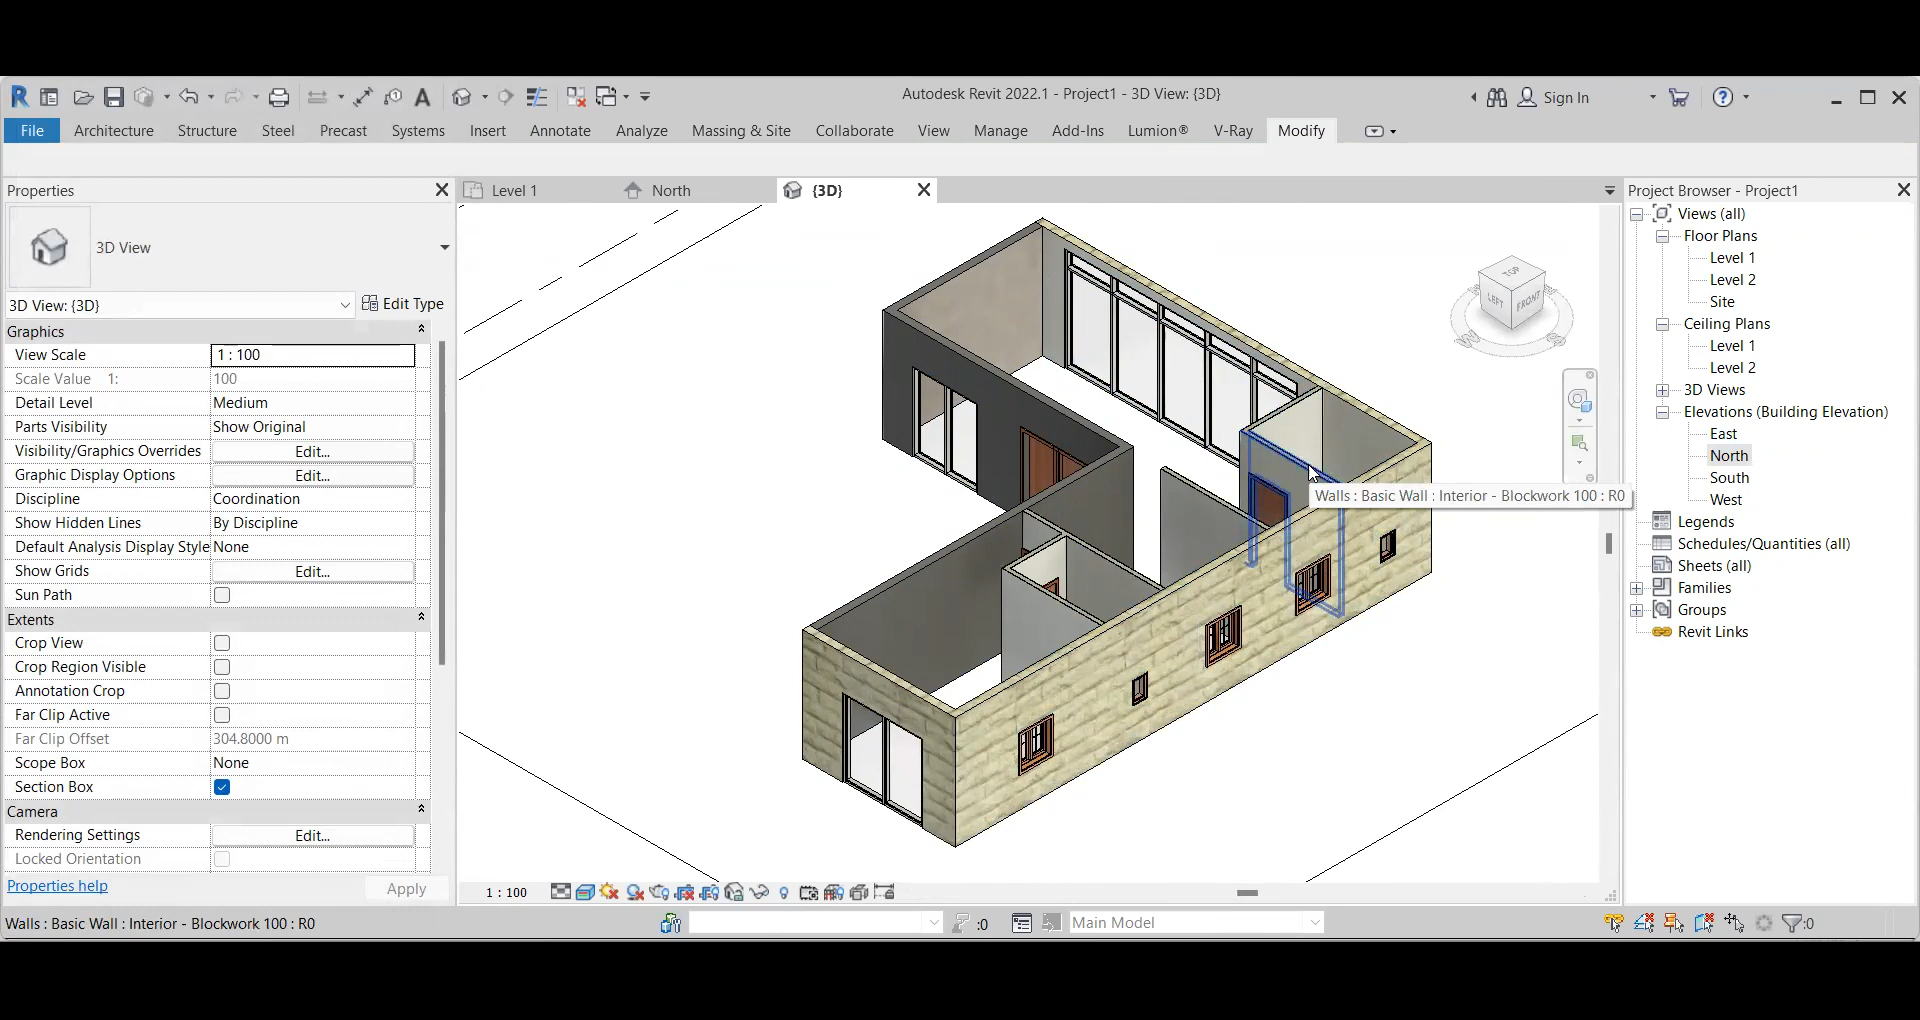 Autodesk Revit 2022.1 - Project1 - 3D View: {3D}
Sign In
File Architecture Structure Steel Precast Systems Insert Annotate Analyze Massing & Site Collaborate View Manage Add-Ins Lumion® V-Ray Modify
Properties
3D View
3D View: {3D} Edit Type
Graphics
View Scale 1 : 100
Scale Value 1: 100
Detail Level Medium
Parts Visibility Show Original
Visibility/Graphics Overrides Edit...
Graphic Display Options Edit...
Discipline Coordination
Show Hidden Lines By Discipline
Default Analysis Display Style None
Show Grids Edit...
Sun Path
Extents
Crop View
Crop Region Visible
Annotation Crop
Far Clip Active
Far Clip Offset 304.8000 m
Scope Box None
Section Box
Camera
Rendering Settings Edit...
Locked Orientation
Properties help Apply
Level 1 North {3D}
TOP
LEFT FRONT
W S
Walls : Basic Wall : Interior - Blockwork 100 : R0
1 : 100
Project Browser - Project1
Views (all)
Floor Plans
Level 1
Level 2
Site
Ceiling Plans
Level 1
Level 2
3D Views
Elevations (Building Elevation)
East
North
South
West
Legends
Schedules/Quantities (all)
Sheets (all)
Families
Groups
Revit Links
Walls : Basic Wall : Interior - Blockwork 100 : R0
:0
Main Model
:0